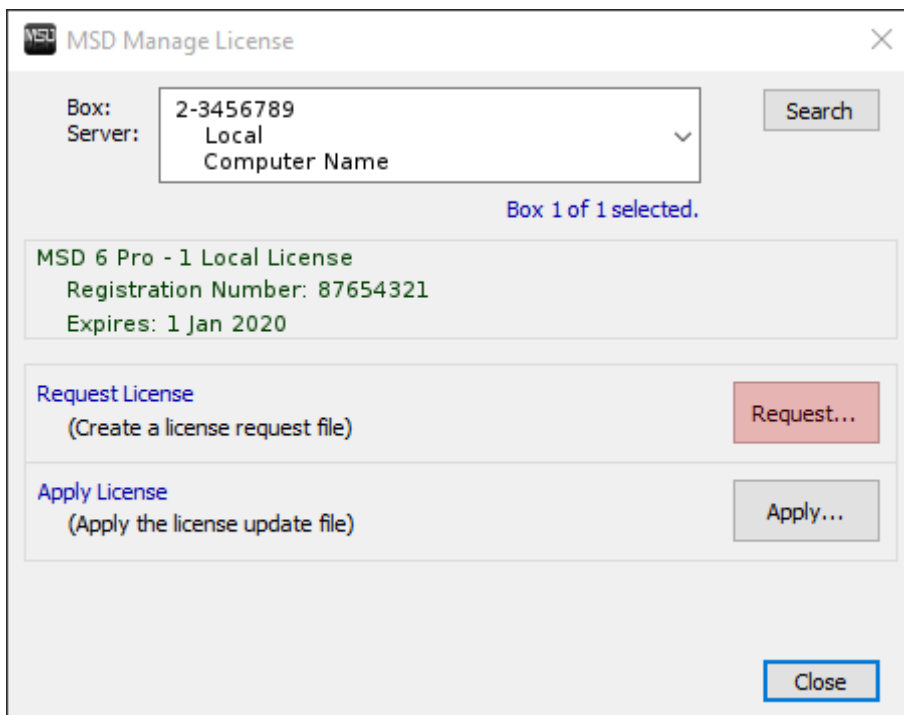 MSD MSD Manage License
Box: 2-3456789 Search
Server: Local
Computer Name
Box 1 of 1 selected.
MSD 6 Pro - 1 Local License
Registration Number: 87654321
Expires: 1 Jan 2020
Request License
(Create a license request file)
Request...
Apply License
(Apply the license update file)
Apply...
Close